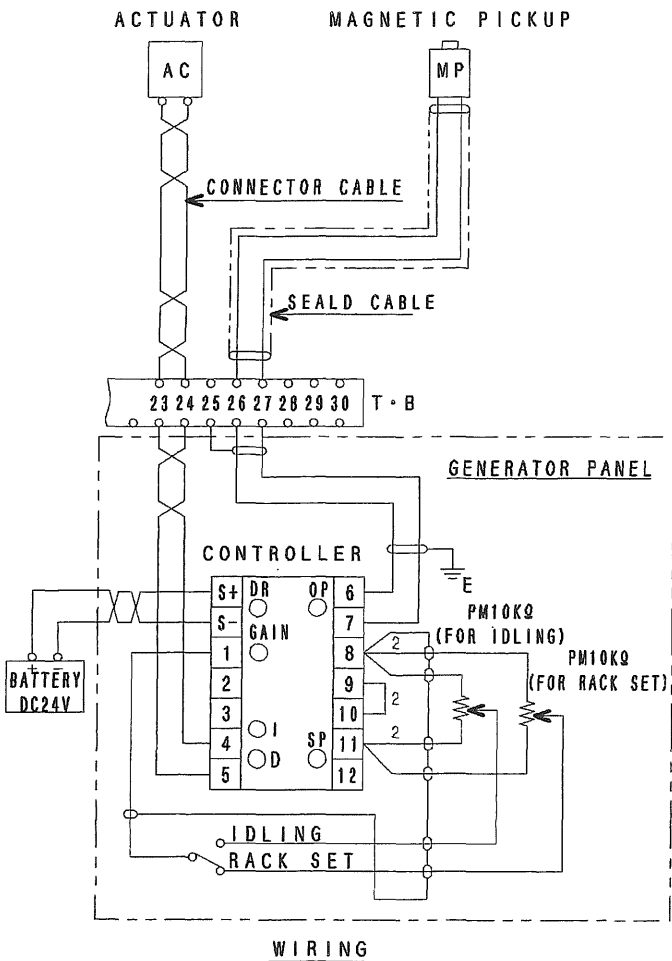 ACTUATOR MAGNETIC PICKUP
AC MP
CONNECTOR CABLE
SEALD CABLE
23 24 25 26 27 28 29 30 T・B
GENERATOR PANEL
CONTROLLER
E
S+ DR OP 6
S- 7
GAIN
1 8
2 9
3 10
4 I 11
5 D SP 12
2
2
2
PM10KΩ
(FOR IDLING)
PM10KΩ
(FOR RACK SET)
+ −
BATTERY
DC24V
IDLING
RACK SET
WIRING